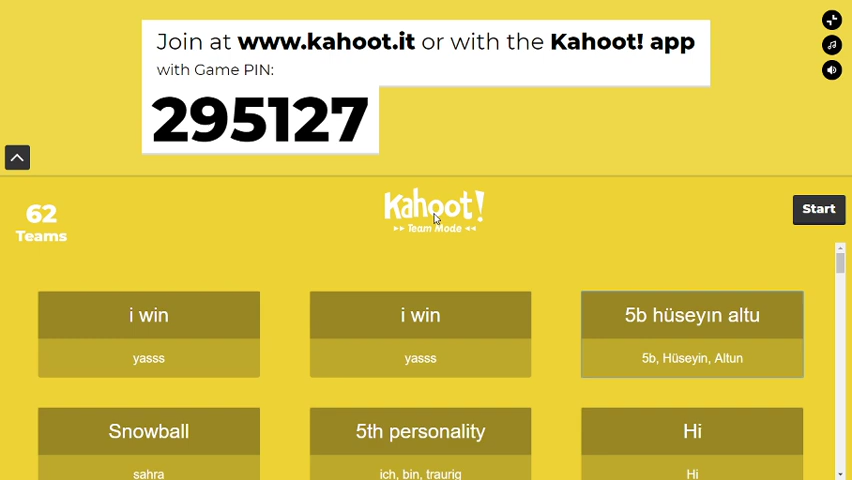 Join at www.kahoot.it or with the Kahoot! app
with Game PIN:
295127
62
Teams
Kahoot!
Team Mode
Start
i win
yasss
i win
yasss
5b hüseyın altu
5b, Hüseyin, Altun
Snowball
sahra
5th personality
ich, bin, traurig
Hi
Hi